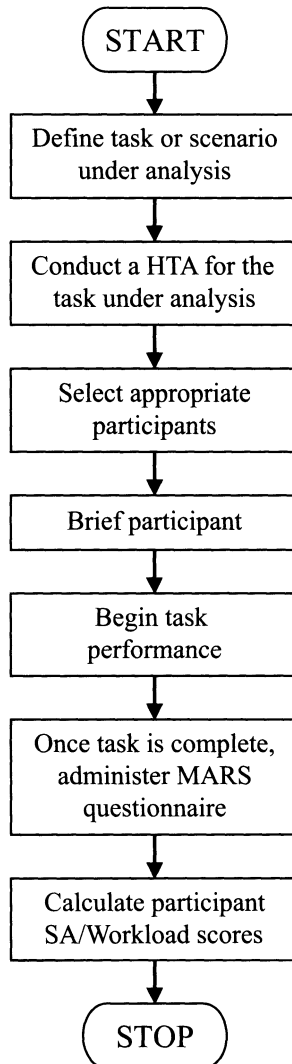 START
Define task or scenario
under analysis
Conduct a HTA for the
task under analysis
Select appropriate
participants
Brief participant
Begin task
performance
Once task is complete,
administer MARS
questionnaire
Calculate participant
SA/Workload scores
STOP